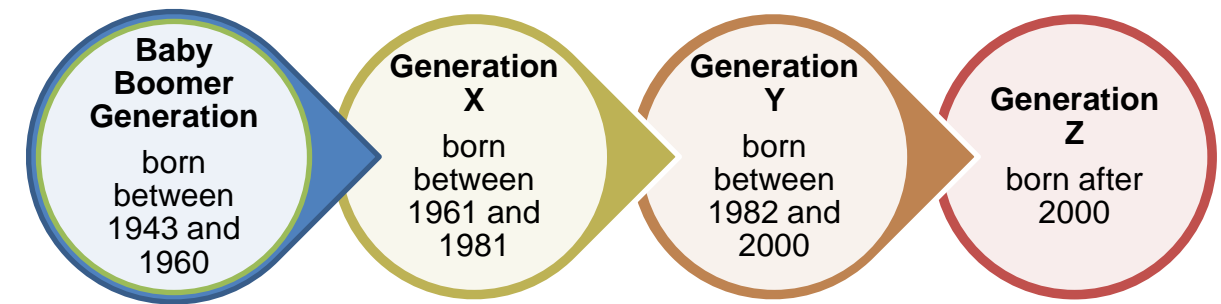 Baby
Boomer
Generation
born
between
1943 and
1960
Generation
X
born
between
1961 and
1981
Generation
Y
born
between
1982 and
2000
Generation
Z
born after
2000